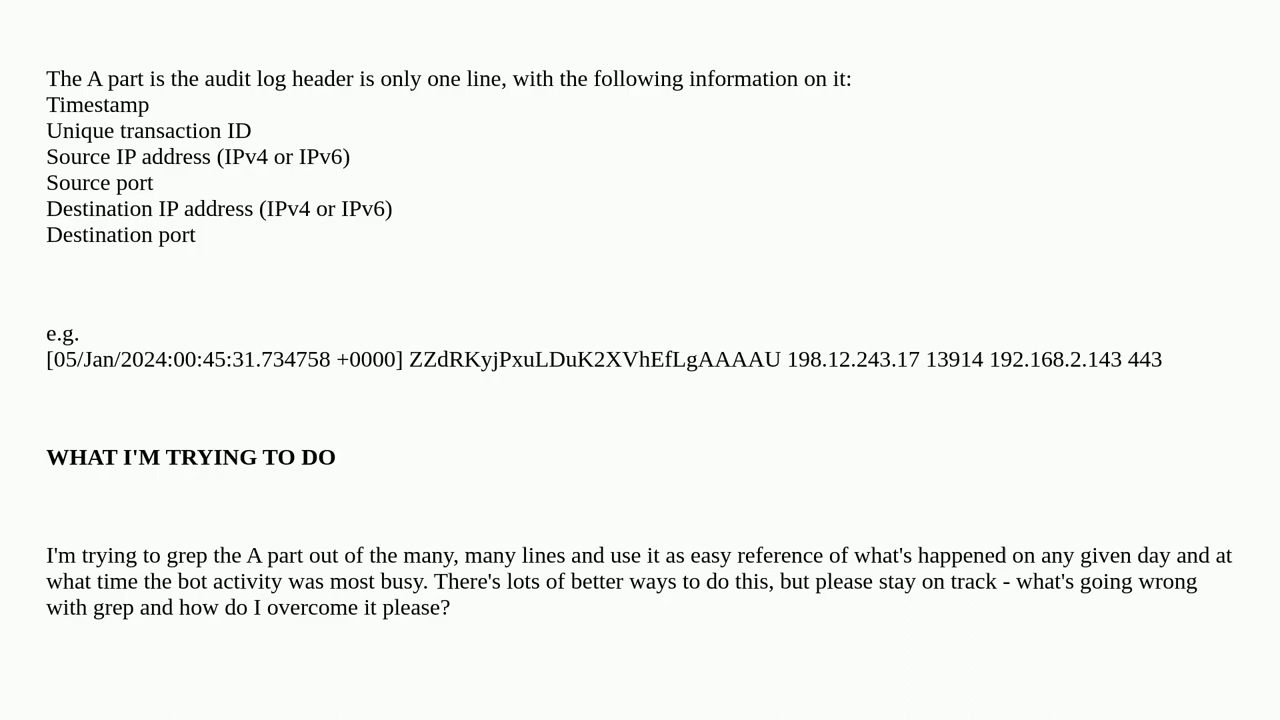 The A part is the audit log header is only one line, with the following information on it:
Timestamp
Unique transaction ID
Source IP address (IPv4 or IPv6)
Source port
Destination IP address (IPv4 or IPv6)
Destination port
e.g.
[05/Jan/2024:00:45:31.734758 +0000] ZZdRKyjPxuLDuK2XVhEfLgAAAAU 198.12.243.17 13914 192.168.2.143 443
WHAT I'M TRYING TO DO
I'm trying to grep the A part out of the many, many lines and use it as easy reference of what's happened on any given day and at
what time the bot activity was most busy. There's lots of better ways to do this, but please stay on track - what's going wrong
with grep and how do I overcome it please?